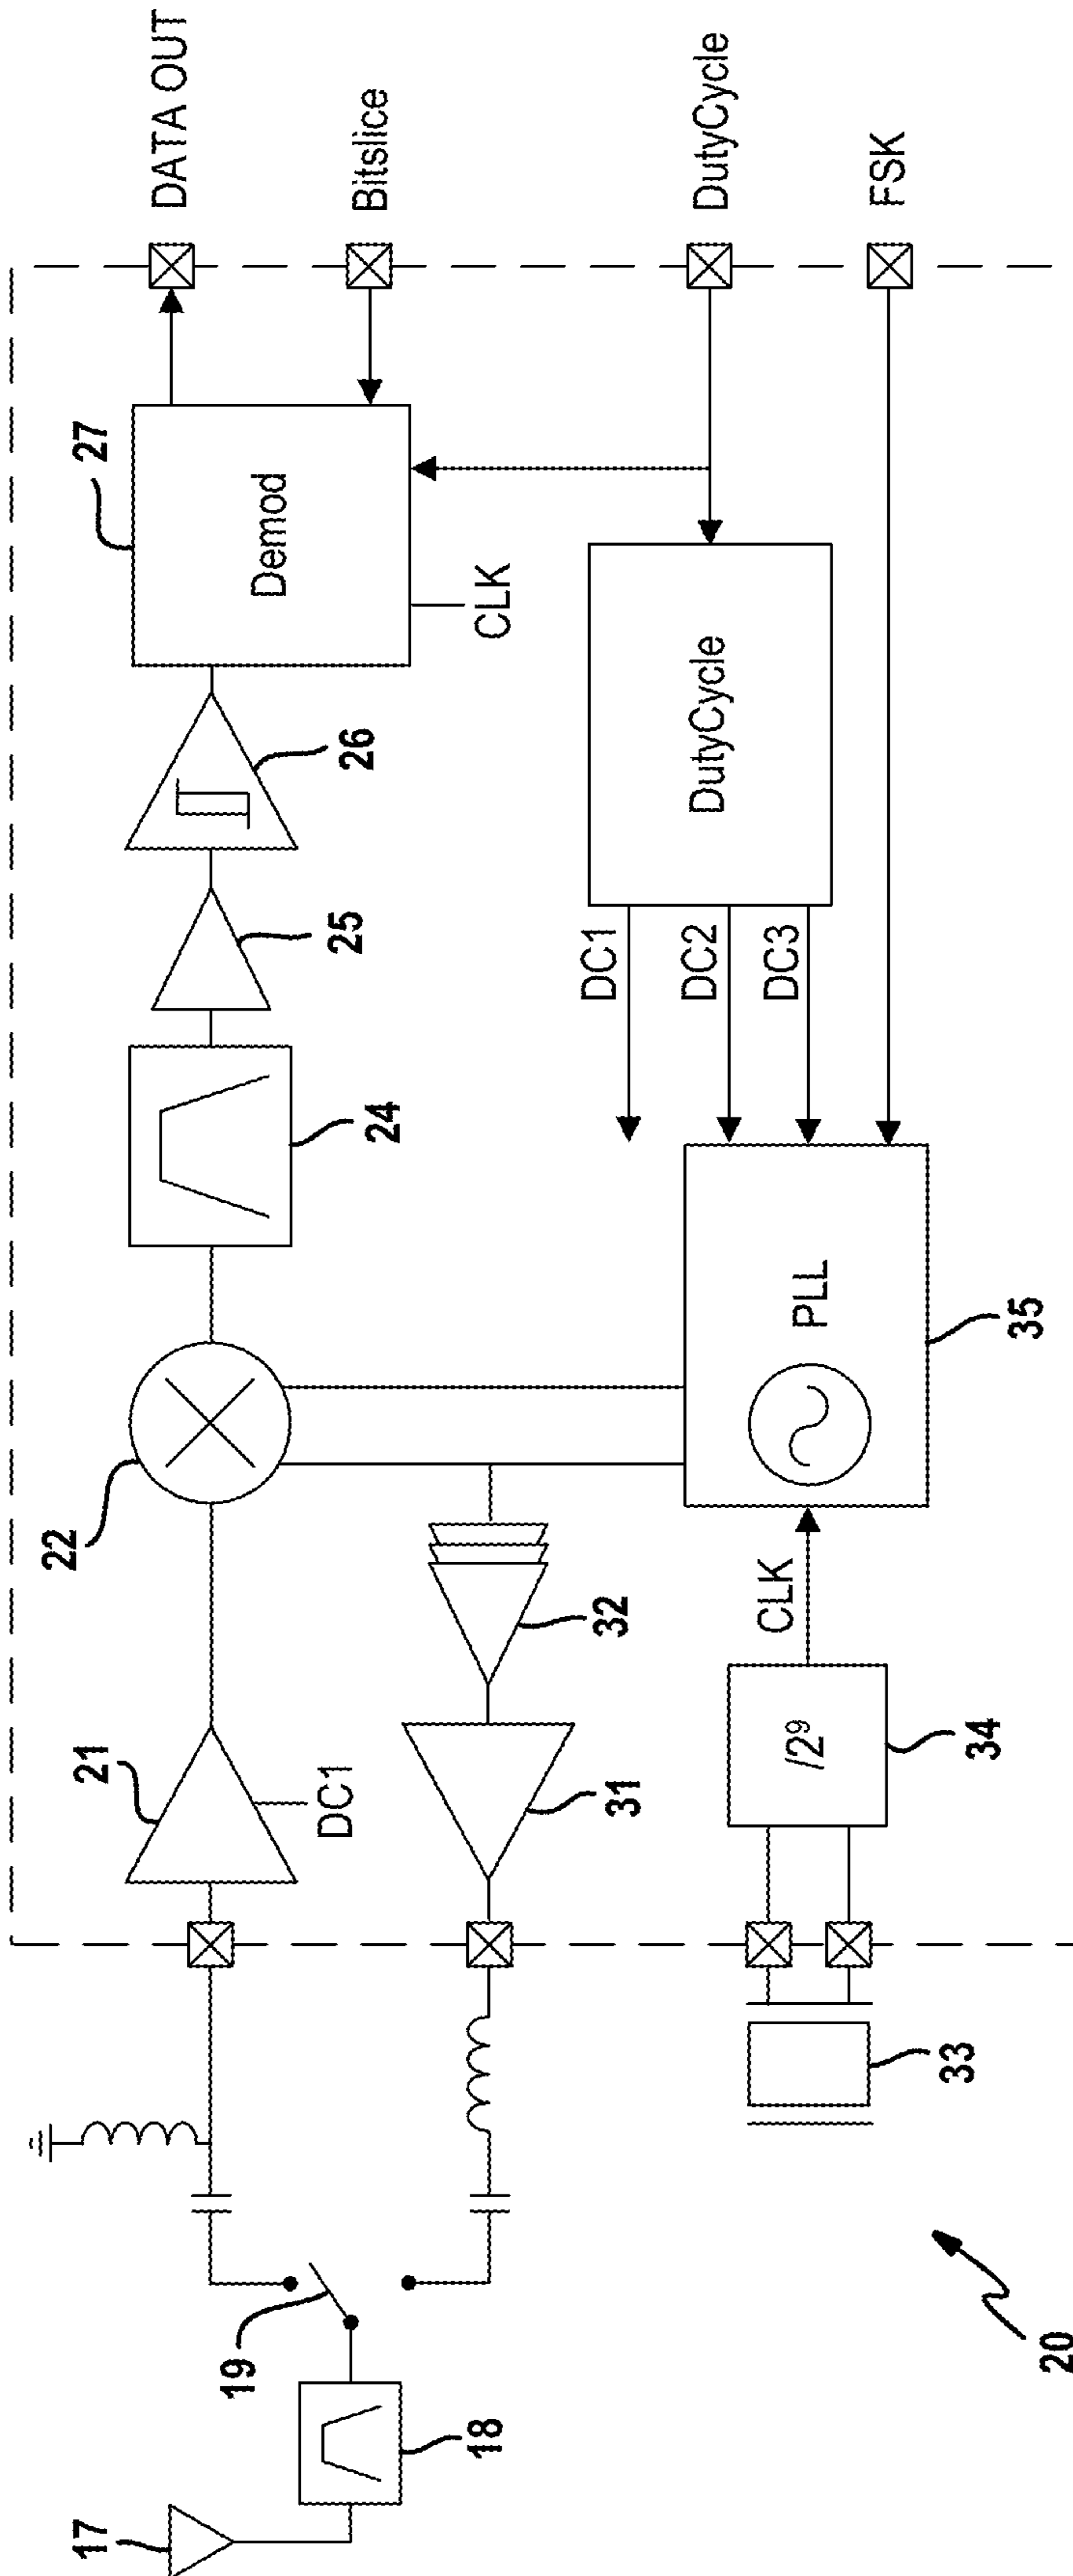 17
18
19
20
21
DC1
22
24
25
26
27
Demod
CLK
DATA OUT
Bitslice
DutyCycle
FSK
31
32
DC1
DC2
DC3
DutyCycle
33
/2⁹
34
CLK
PLL
35